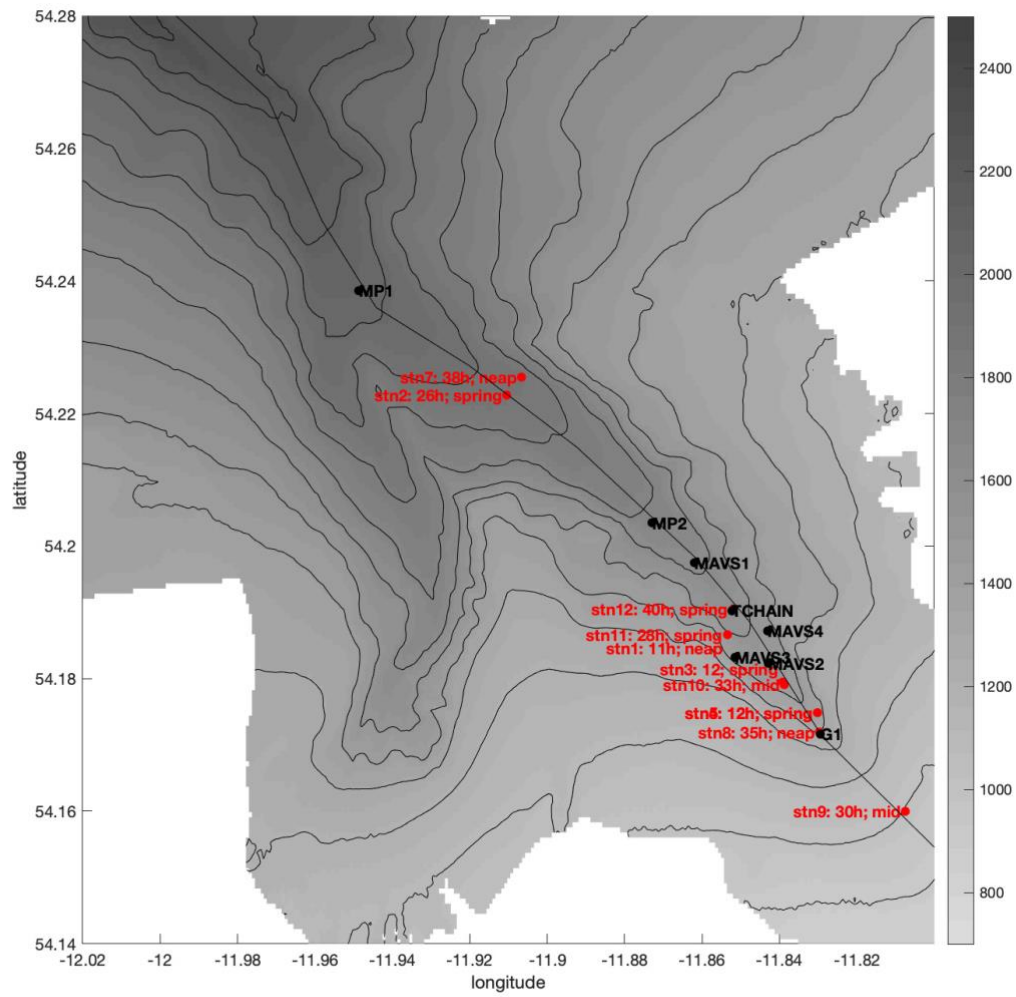 54.28
54.26
54.24
54.22
54.2
54.18
54.16
54.14
latitude
-12.02
-12
-11.98
-11.96
-11.94
-11.92
-11.9
-11.88
-11.86
-11.84
-11.82
longitude
2400
2200
2000
1800
1600
1400
1200
1000
800
MP1
stn7: 38h; neap
stn2: 26h; spring
MP2
MAVS1
stn12: 40h; spring
TCHAIN
stn11: 28h; spring
MAVS4
stn1: 11h; neap
MAVS3
MAVS2
stn3: 12; spring
stn10: 33h; mid
12h; spring
stn8: 35h; neap
G1
stn9: 30h; mid